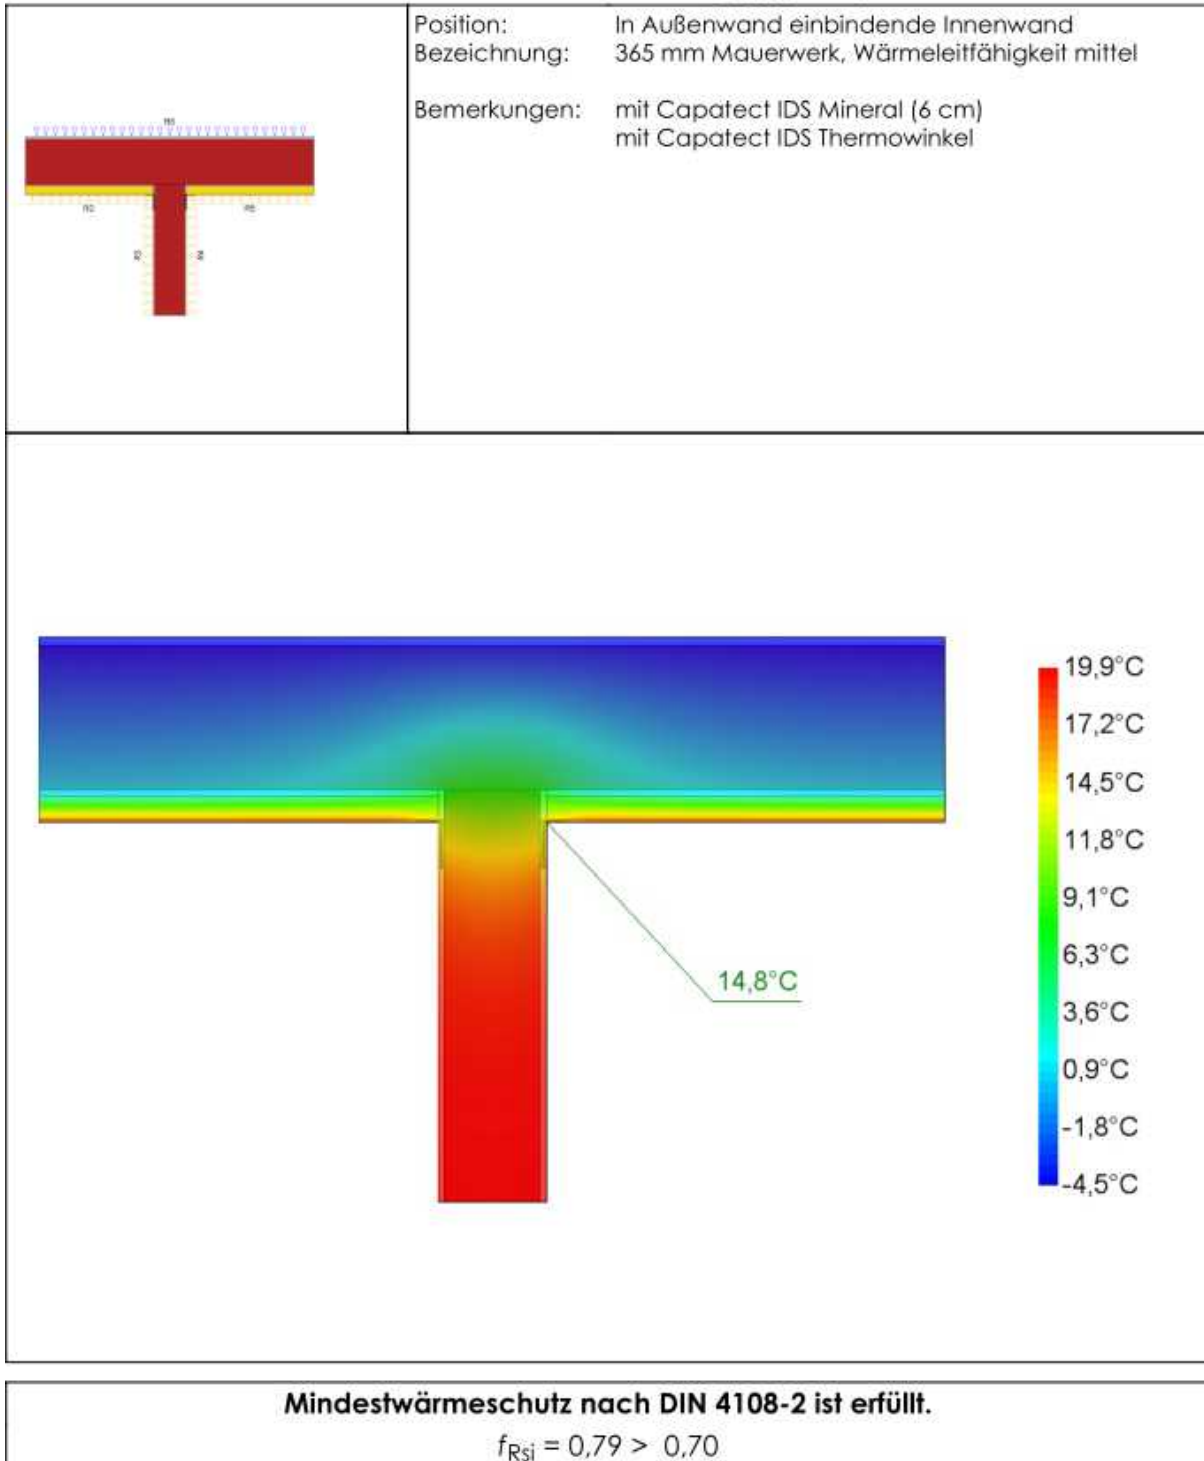 Position: In Außenwand einbindende Innenwand
Bezeichnung: 365 mm Mauerwerk, Wärmeleitfähigkeit mittel
Bemerkungen: mit Capatect IDS Mineral (6 cm)
mit Capatect IDS Thermowinkel
19,9°C
17,2°C
14,5°C
11,8°C
9,1°C
6,3°C
3,6°C
0,9°C
-1,8°C
-4,5°C
14,8°C
Mindestwärmeschutz nach DIN 4108-2 ist erfüllt.
fRsi = 0,79 > 0,70